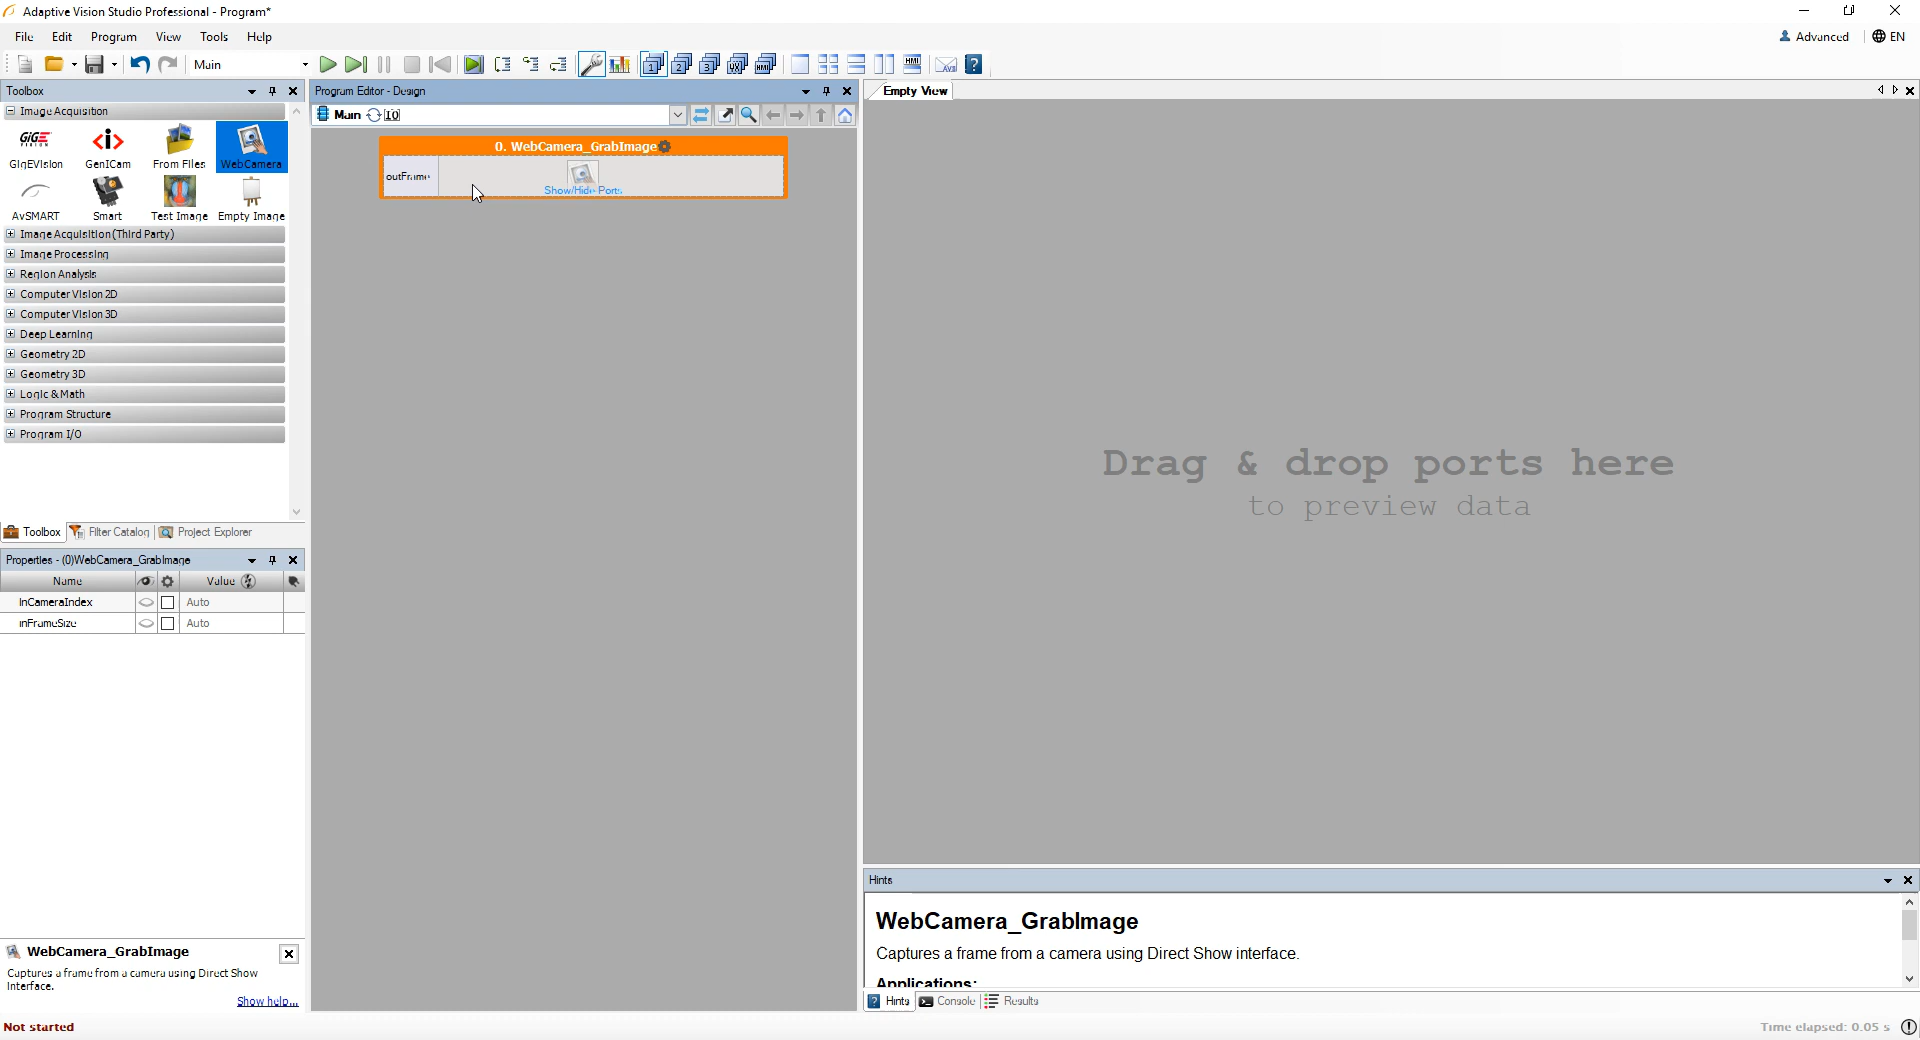 Adaptive Vision Studio Professional - Program*
File Edit Program View Tools Help
Advanced EN
Main
1 2 3 HMI HMI AVS ?
Toolbox
Image Acquisition
GigEVision GenICam From Files WebCamera
AvSMART Smart Test Image Empty Image
Image Acquisition (Third Party)
Image Processing
Region Analysis
Computer Vision 2D
Computer Vision 3D
Deep Learning
Geometry 2D
Geometry 3D
Logic & Math
Program Structure
Program I/O
Toolbox Filter Catalog Project Explorer
Properties - (0)WebCamera_GrabImage
Name Value
inCameraIndex Auto
inFrameSize Auto
WebCamera_GrabImage
Captures a frame from a camera using Direct Show
interface.
Show help...
Program Editor - Design
Main
0. WebCamera_GrabImage
outFrame
Show/Hide Ports
Empty View
Drag & drop ports here
to preview data
Hints
WebCamera_GrabImage
Captures a frame from a camera using Direct Show interface.
Applications:
Hints Console Results
Not started
Time elapsed: 0.05 s